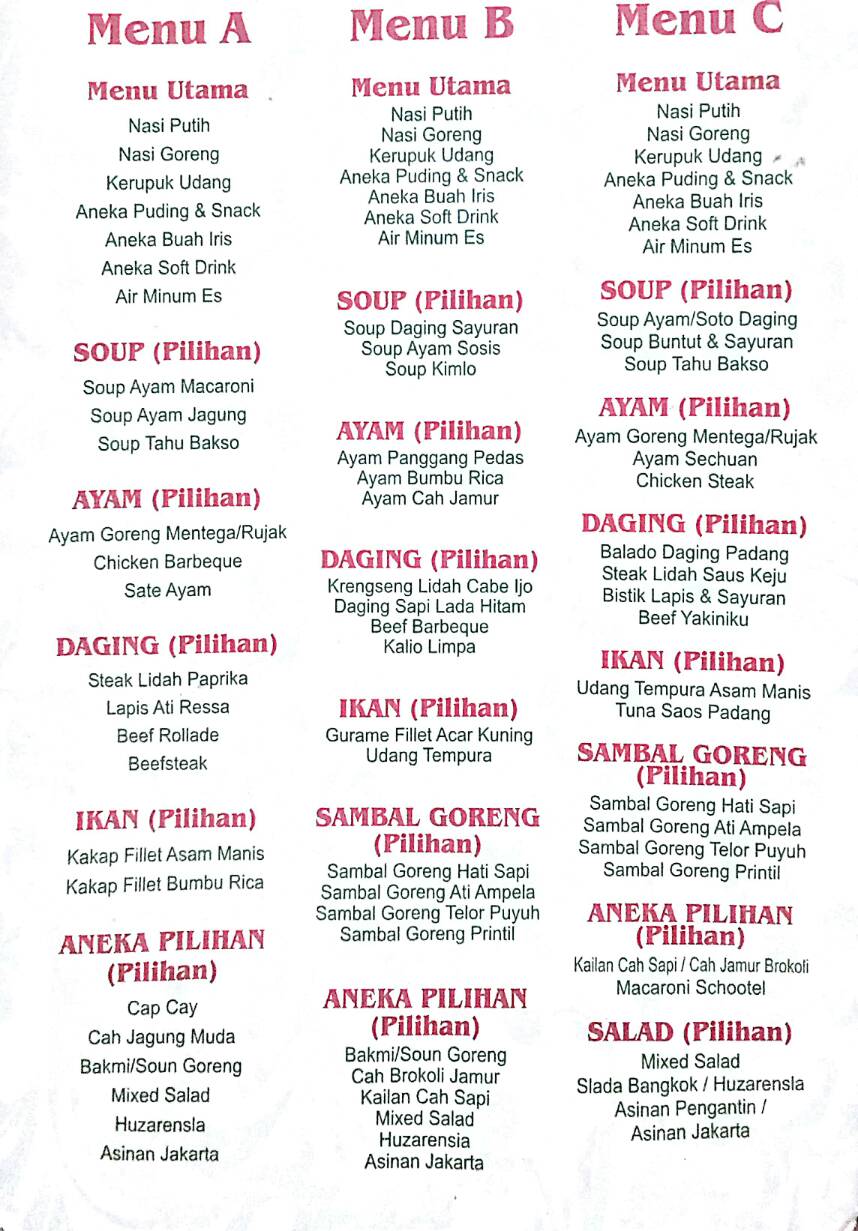 Menu A
Menu Utama
Nasi Putih
Nasi Goreng
Kerupuk Udang
Aneka Puding & Snack
Aneka Buah Iris
Aneka Soft Drink
Air Minum Es
SOUP (Pilihan)
Soup Ayam Macaroni
Soup Ayam Jagung
Soup Tahu Bakso
AYAM (Pilihan)
Ayam Goreng Mentega/Rujak
Chicken Barbeque
Sate Ayam
DAGING (Pilihan)
Steak Lidah Paprika
Lapis Ati Ressa
Beef Rollade
Beefsteak
IKAN (Pilihan)
Kakap Fillet Asam Manis
Kakap Fillet Bumbu Rica
ANEKA PILIHAN
(Pilihan)
Cap Cay
Cah Jagung Muda
Bakmi/Soun Goreng
Mixed Salad
Huzarensla
Asinan Jakarta
Menu B
Menu Utama
Nasi Putih
Nasi Goreng
Kerupuk Udang
Aneka Puding & Snack
Aneka Buah Iris
Aneka Soft Drink
Air Minum Es
SOUP (Pilihan)
Soup Daging Sayuran
Soup Ayam Sosis
Soup Kimlo
AYAM (Pilihan)
Ayam Panggang Pedas
Ayam Bumbu Rica
Ayam Cah Jamur
DAGING (Pilihan)
Krengseng Lidah Cabe Ijo
Daging Sapi Lada Hitam
Beef Barbeque
Kalio Limpa
IKAN (Pilihan)
Gurame Fillet Acar Kuning
Udang Tempura
SAMBAL GORENG
(Pilihan)
Sambal Goreng Hati Sapi
Sambal Goreng Ati Ampela
Sambal Goreng Telor Puyuh
Sambal Goreng Printil
ANEKA PILIHAN
(Pilihan)
Bakmi/Soun Goreng
Cah Brokoli Jamur
Kailan Cah Sapi
Mixed Salad
Huzarensia
Asinan Jakarta
Menu C
Menu Utama
Nasi Putih
Nasi Goreng
Kerupuk Udang
Aneka Puding & Snack
Aneka Buah Iris
Aneka Soft Drink
Air Minum Es
SOUP (Pilihan)
Soup Ayam/Soto Daging
Soup Buntut & Sayuran
Soup Tahu Bakso
AYAM (Pilihan)
Ayam Goreng Mentega/Rujak
Ayam Sechuan
Chicken Steak
DAGING (Pilihan)
Balado Daging Padang
Steak Lidah Saus Keju
Bistik Lapis & Sayuran
Beef Yakiniku
IKAN (Pilihan)
Udang Tempura Asam Manis
Tuna Saos Padang
SAMBAL GORENG
(Pilihan)
Sambal Goreng Hati Sapi
Sambal Goreng Ati Ampela
Sambal Goreng Telor Puyuh
Sambal Goreng Printil
ANEKA PILIHAN
(Pilihan)
Kailan Cah Sapi / Cah Jamur Brokoli
Macaroni Schootel
SALAD (Pilihan)
Mixed Salad
Slada Bangkok / Huzarensla
Asinan Pengantin /
Asinan Jakarta